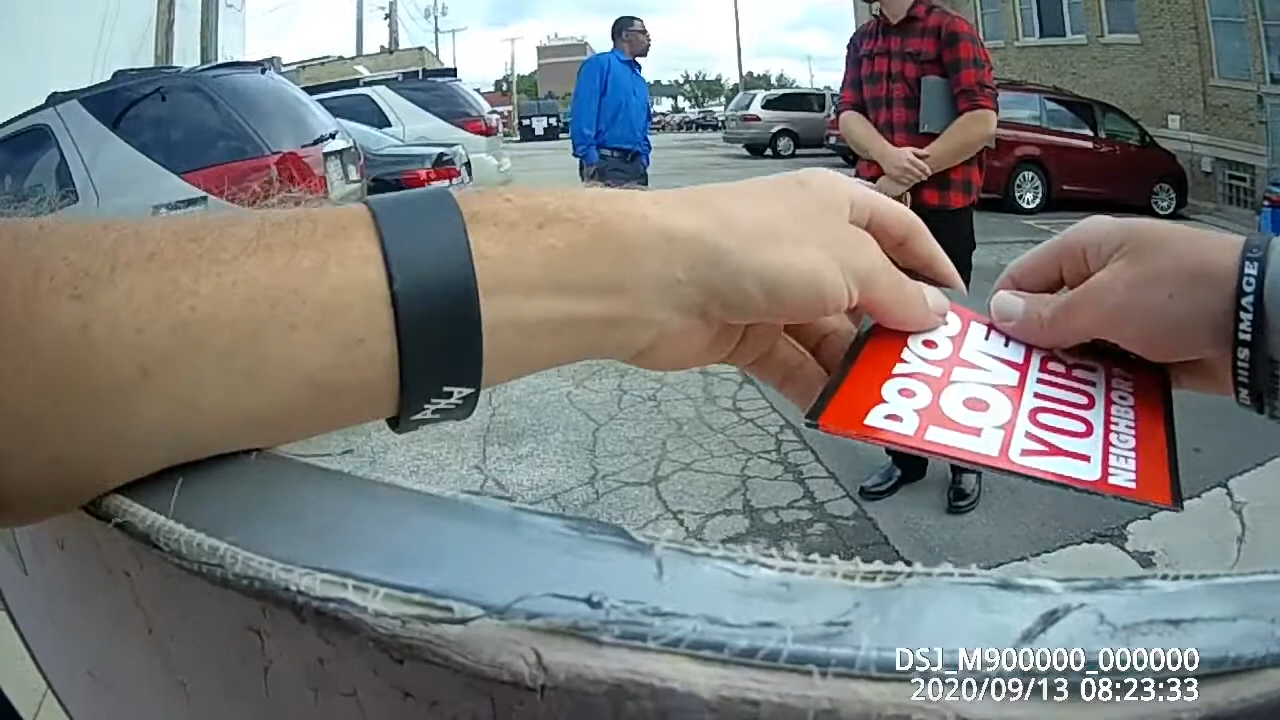 DO YOU
LOVE
YOUR
NEIGHBOR?
IN HIS IMAGE
DSJ_M900000_000000
2020/09/13 08:23:33